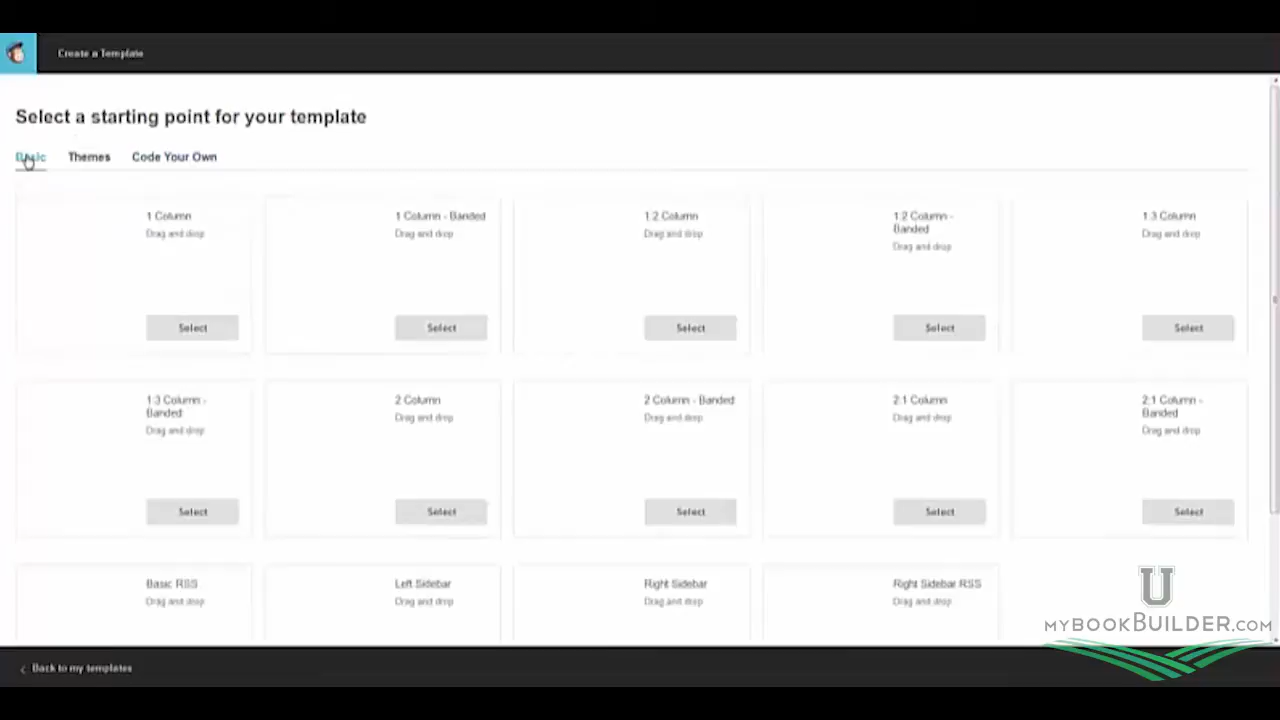 Create a Template
Select a starting point for your template
Basic Themes Code Your Own
1 Column
Drag and drop
Select
1 Column - Banded
Drag and drop
Select
1:2 Column
Drag and drop
Select
1:2 Column -
Banded
Drag and drop
Select
1:3 Column
Drag and drop
Select
1:3 Column -
Banded
Drag and drop
Select
2 Column
Drag and drop
Select
2 Column - Banded
Drag and drop
Select
2:1 Column
Drag and drop
Select
2:1 Column -
Banded
Drag and drop
Select
Basic RSS
Drag and drop
Left Sidebar
Drag and drop
Right Sidebar
Drag and drop
Right Sidebar RSS
Drag and drop
U
MYBOOKBUILDER.COM
Back to my templates